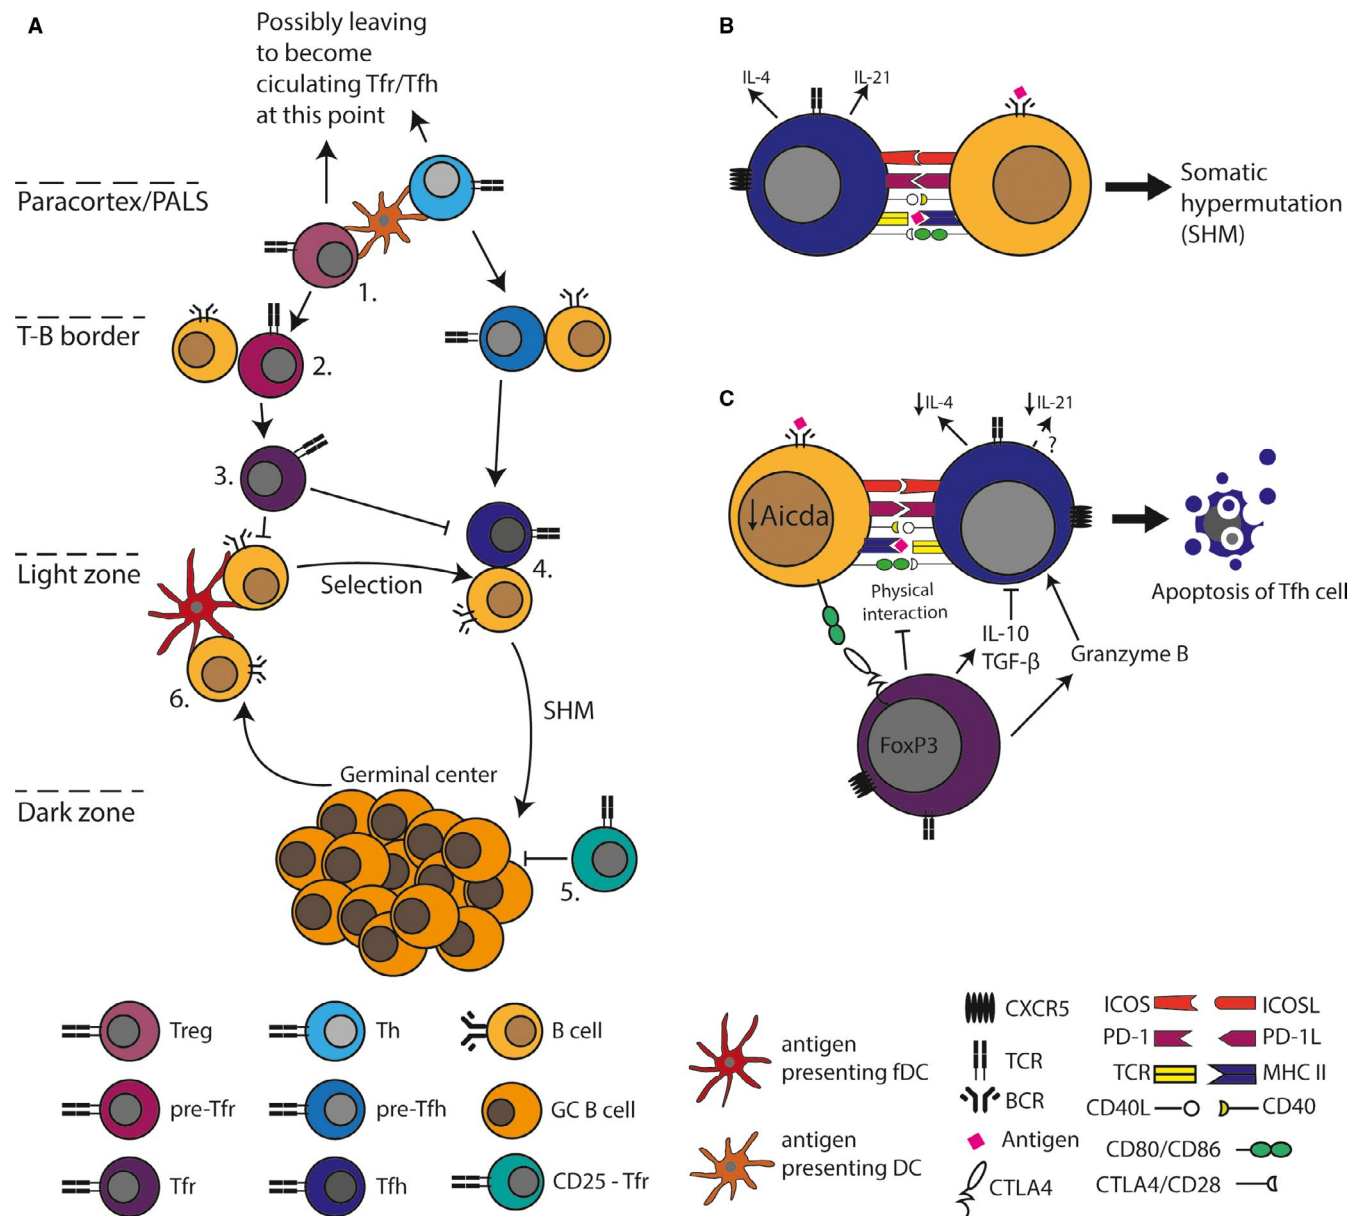 A
Possibly leaving
to become
ciculating Tfr/Tfh
at this point
Paracortex/PALS
1.
T-B border
2.
3.
Light zone
Selection
4.
6.
SHM
Germinal center
Dark zone
5.
B
IL-4
IL-21
Somatic
hypermutation
(SHM)
C
IL-4
IL-21
?
Aicda
Physical
interaction
IL-10
TGF-β
Granzyme B
Apoptosis of Tfh cell
FoxP3
Treg
Th
B cell
pre-Tfr
pre-Tfh
GC B cell
Tfr
Tfh
CD25 - Tfr
antigen
presenting fDC
antigen
presenting DC
CXCR5
TCR
BCR
Antigen
CTLA4
ICOS
ICOSL
PD-1
PD-1L
TCR
MHC II
CD40L
CD40
CD80/CD86
CTLA4/CD28